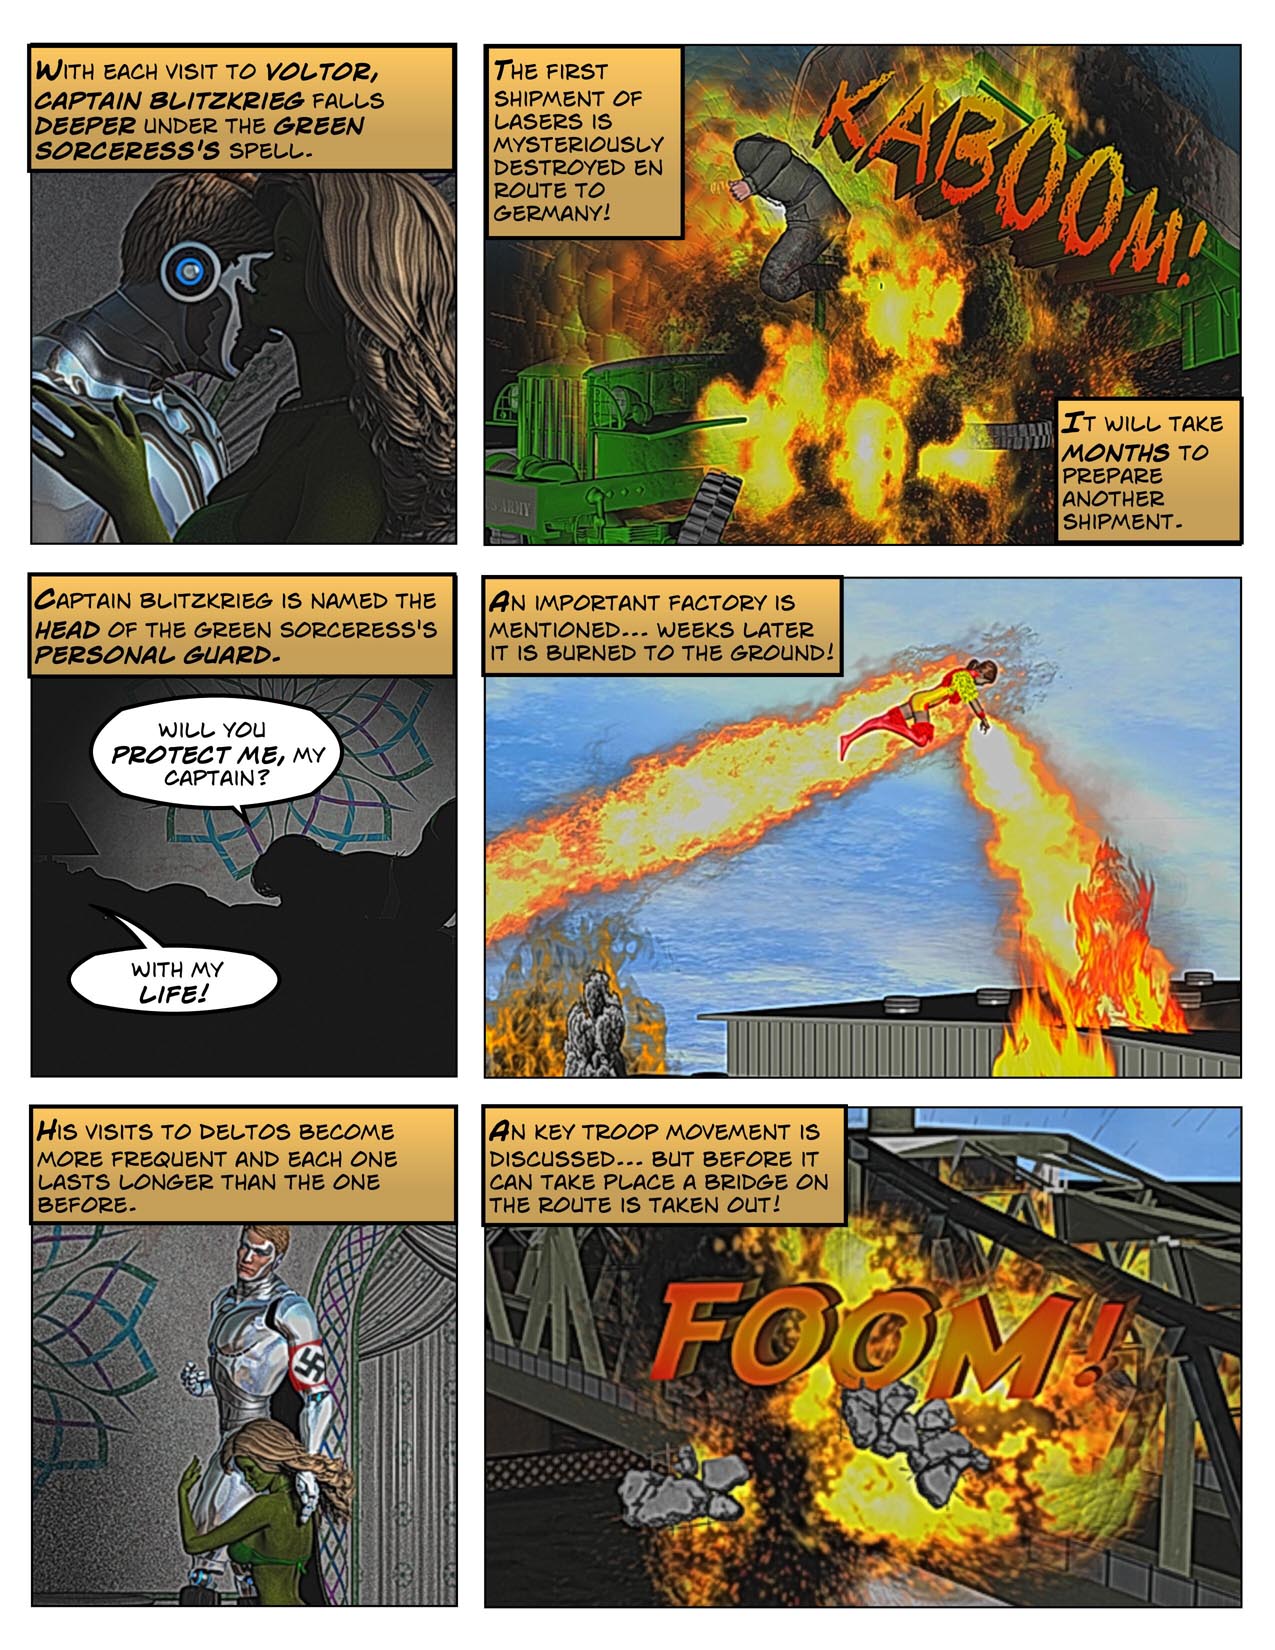 WITH EACH VISIT TO VOLTOR,
CAPTAIN BLITZKRIEG FALLS
DEEPER UNDER THE GREEN
SORCERESS'S SPELL.
THE FIRST
SHIPMENT OF
LASERS IS
MYSTERIOUSLY
DESTROYED EN
ROUTE TO
GERMANY!
KABOOM!
ARMY
IT WILL TAKE
MONTHS TO
PREPARE
ANOTHER
SHIPMENT.
CAPTAIN BLITZKRIEG IS NAMED THE
HEAD OF THE GREEN SORCERESS'S
PERSONAL GUARD.
WILL YOU
PROTECT ME, MY
CAPTAIN?
WITH MY
LIFE!
AN IMPORTANT FACTORY IS
MENTIONED... WEEKS LATER
IT IS BURNED TO THE GROUND!
HIS VISITS TO DELTOS BECOME
MORE FREQUENT AND EACH ONE
LASTS LONGER THAN THE ONE
BEFORE.
AN KEY TROOP MOVEMENT IS
DISCUSSED... BUT BEFORE IT
CAN TAKE PLACE A BRIDGE ON
THE ROUTE IS TAKEN OUT!
FOOM!